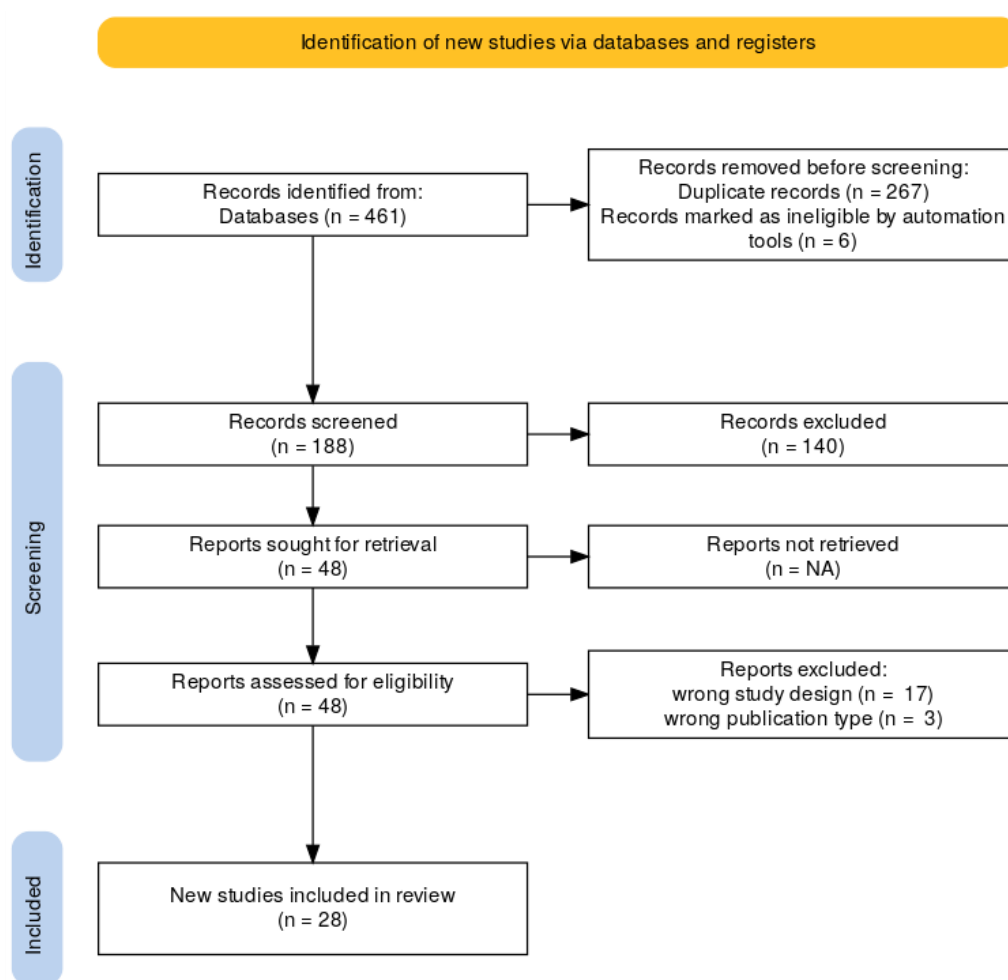 Identification of new studies via databases and registers
Identification
Records identified from:
Databases (n = 461)
Records removed before screening:
Duplicate records (n = 267)
Records marked as ineligible by automation
tools (n = 6)
Screening
Records screened
(n = 188)
Records excluded
(n = 140)
Reports sought for retrieval
(n = 48)
Reports not retrieved
(n = NA)
Reports assessed for eligibility
(n = 48)
Reports excluded:
wrong study design (n = 17)
wrong publication type (n = 3)
Included
New studies included in review
(n = 28)